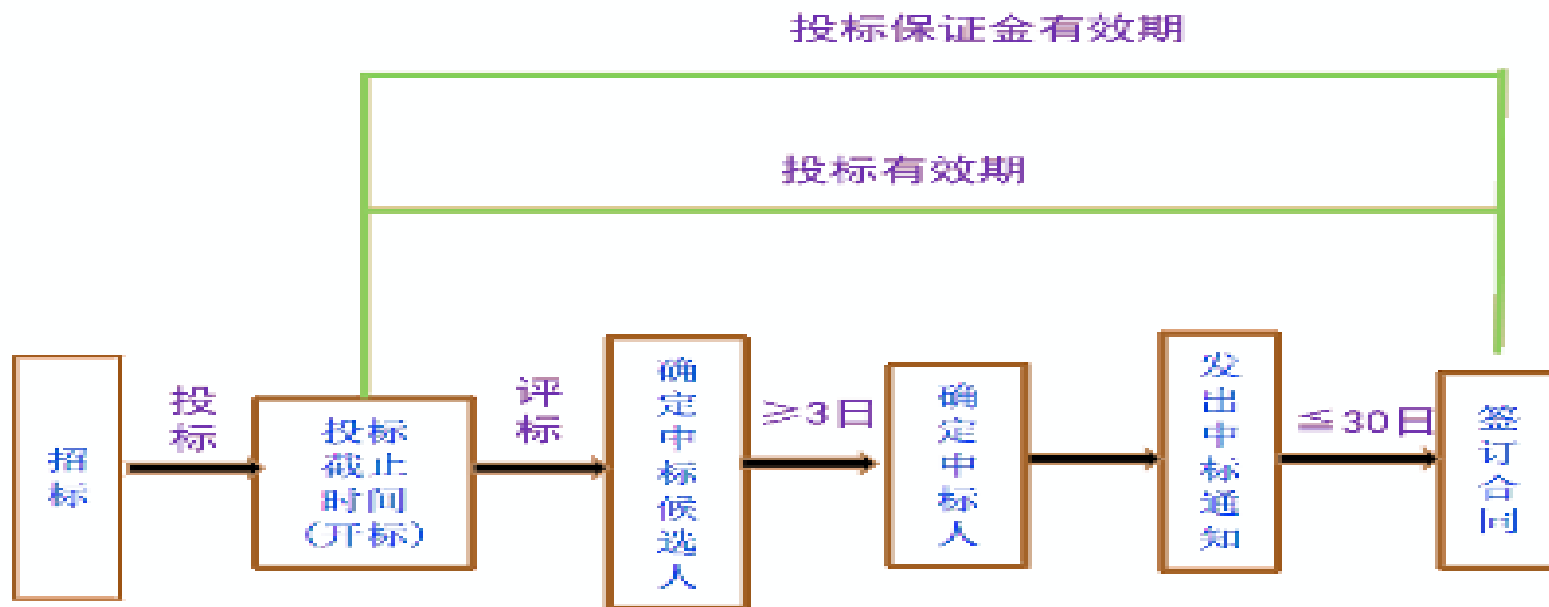 投标保证金有效期
投标有效期
招
标
投
标
投标
截止
时间
(开标)
评
标
确
定
中
标
候
选
人
≥3日
确
定
中
标
人
发
出
中
标
通
知
≦30日
签
订
合
同